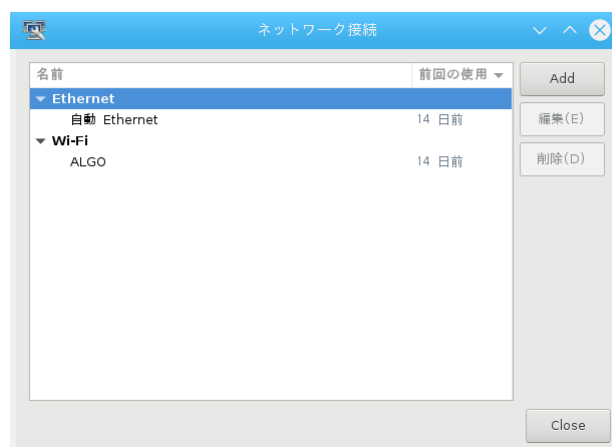 ネットワーク接続
名前 前回の使用
Add
Ethernet
編集(E)
自動 Ethernet 14 日前
Wi-Fi
削除(D)
ALGO 14 日前
Close